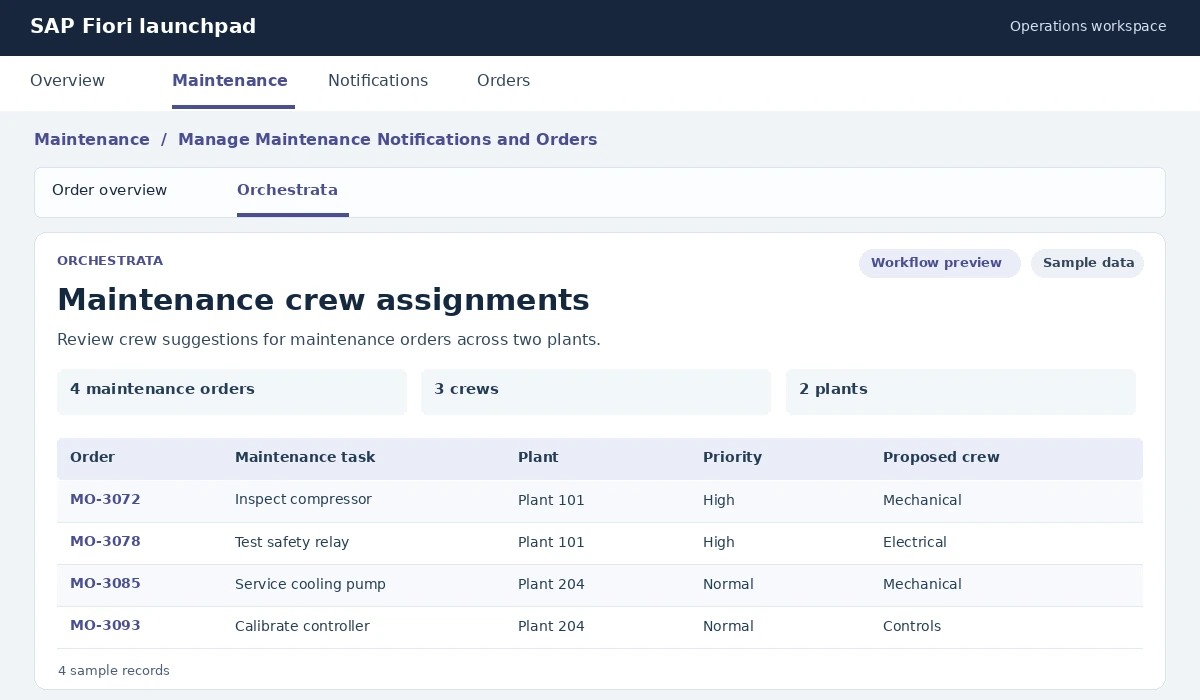 SAP Fiori launchpad
Operations workspace
Overview
Maintenance
Notifications
Orders
Maintenance / Manage Maintenance Notifications and Orders
Order overview
Orchestrata
ORCHESTRATA
Workflow preview
Sample data
Maintenance crew assignments
Review crew suggestions for maintenance orders across two plants.
4 maintenance orders
3 crews
2 plants
Order Maintenance task Plant Priority Proposed crew
MO-3072 Inspect compressor Plant 101 High Mechanical
MO-3078 Test safety relay Plant 101 High Electrical
MO-3085 Service cooling pump Plant 204 Normal Mechanical
MO-3093 Calibrate controller Plant 204 Normal Controls
4 sample records